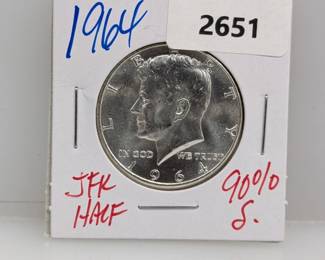 1964
2651
LIBERTY
IN GOD WE TRUST
1964
JFK
HALF
90%
S.